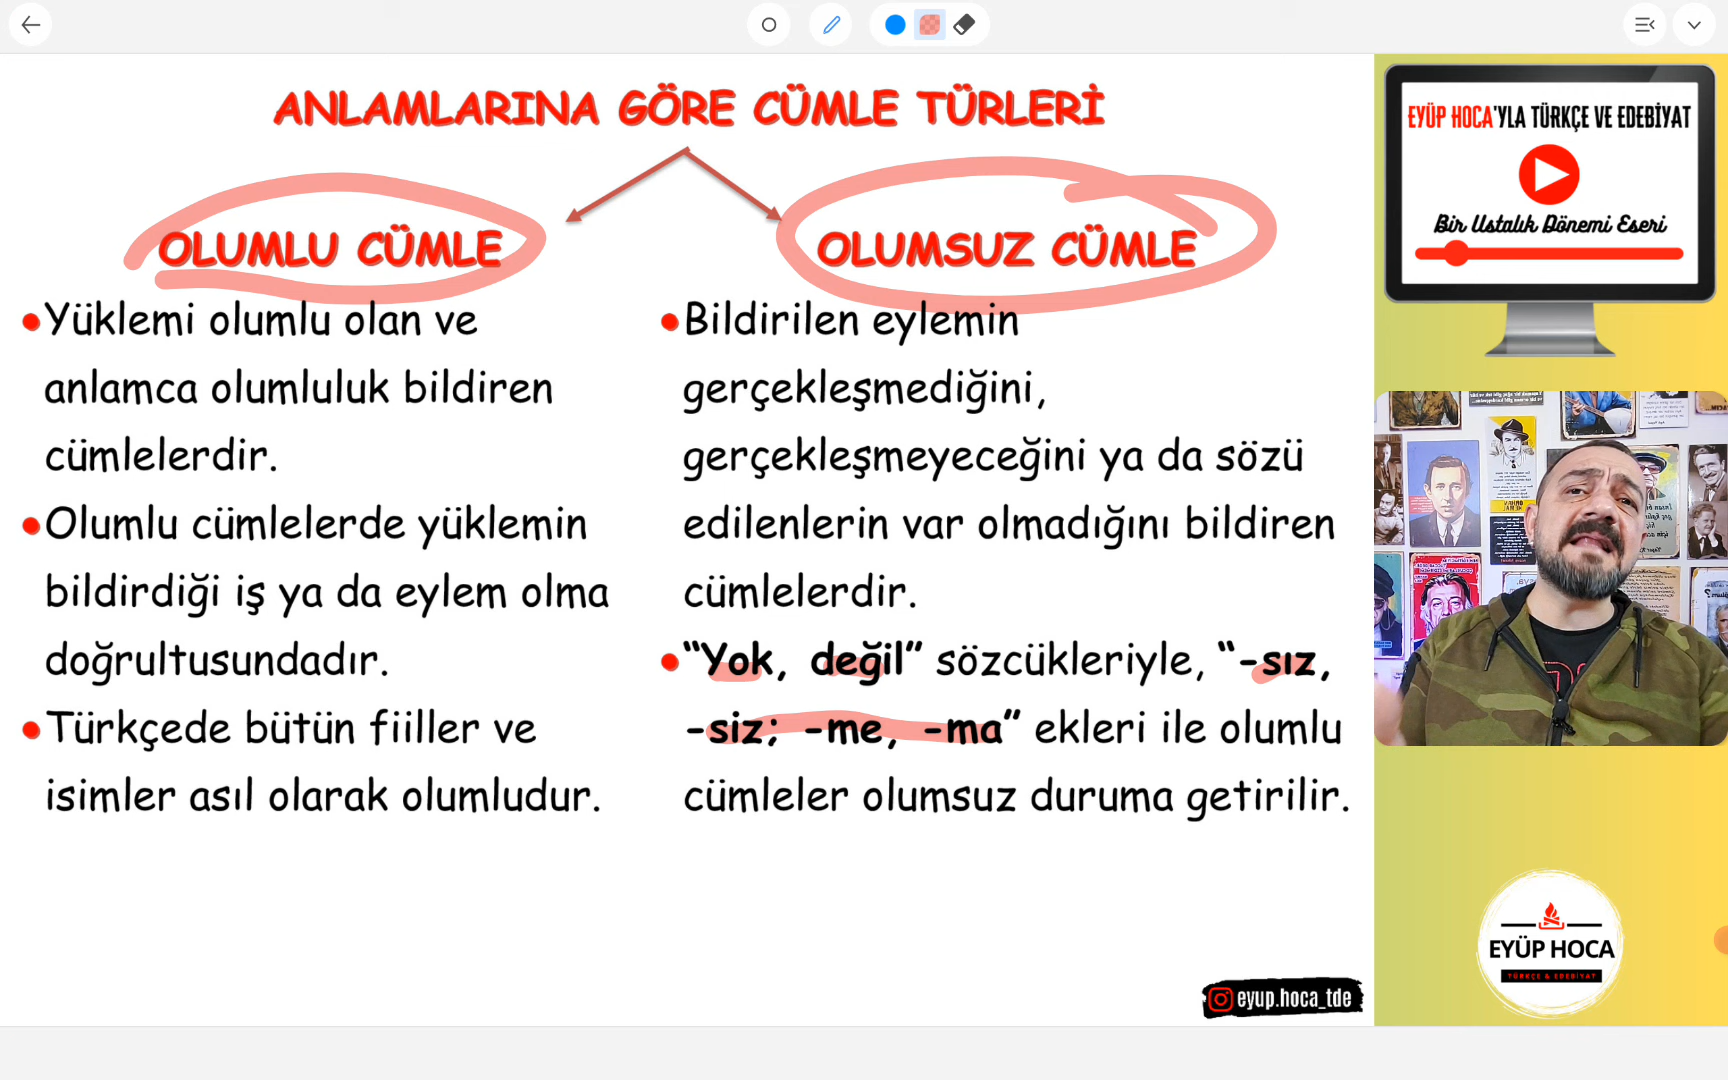 ANLAMLARINA GÖRE CÜMLE TÜRLERİ
OLUMLU CÜMLE
Yüklemi olumlu olan ve
anlamca olumluluk bildiren
cümlelerdir.
Olumlu cümlelerde yüklemin
bildirdiği iş ya da eylem olma
doğrultusundadır.
Türkçede bütün fiiller ve
isimler asıl olarak olumludur.
OLUMSUZ CÜMLE
Bildirilen eylemin
gerçekleşmediğini,
gerçekleşmeyeceğini ya da sözü
edilenlerin var olmadığını bildiren
cümlelerdir.
“Yok, değil” sözcükleriyle, “-sız,
-siz; -me, -ma” ekleri ile olumlu
cümleler olumsuz duruma getirilir.
eyup.hoca_tde
EYÜP HOCA'YLA TÜRKÇE VE EDEBİYAT
Bir Ustalık Dönemi Eseri
EYÜP HOCA
TÜRKÇE & EDEBİYAT